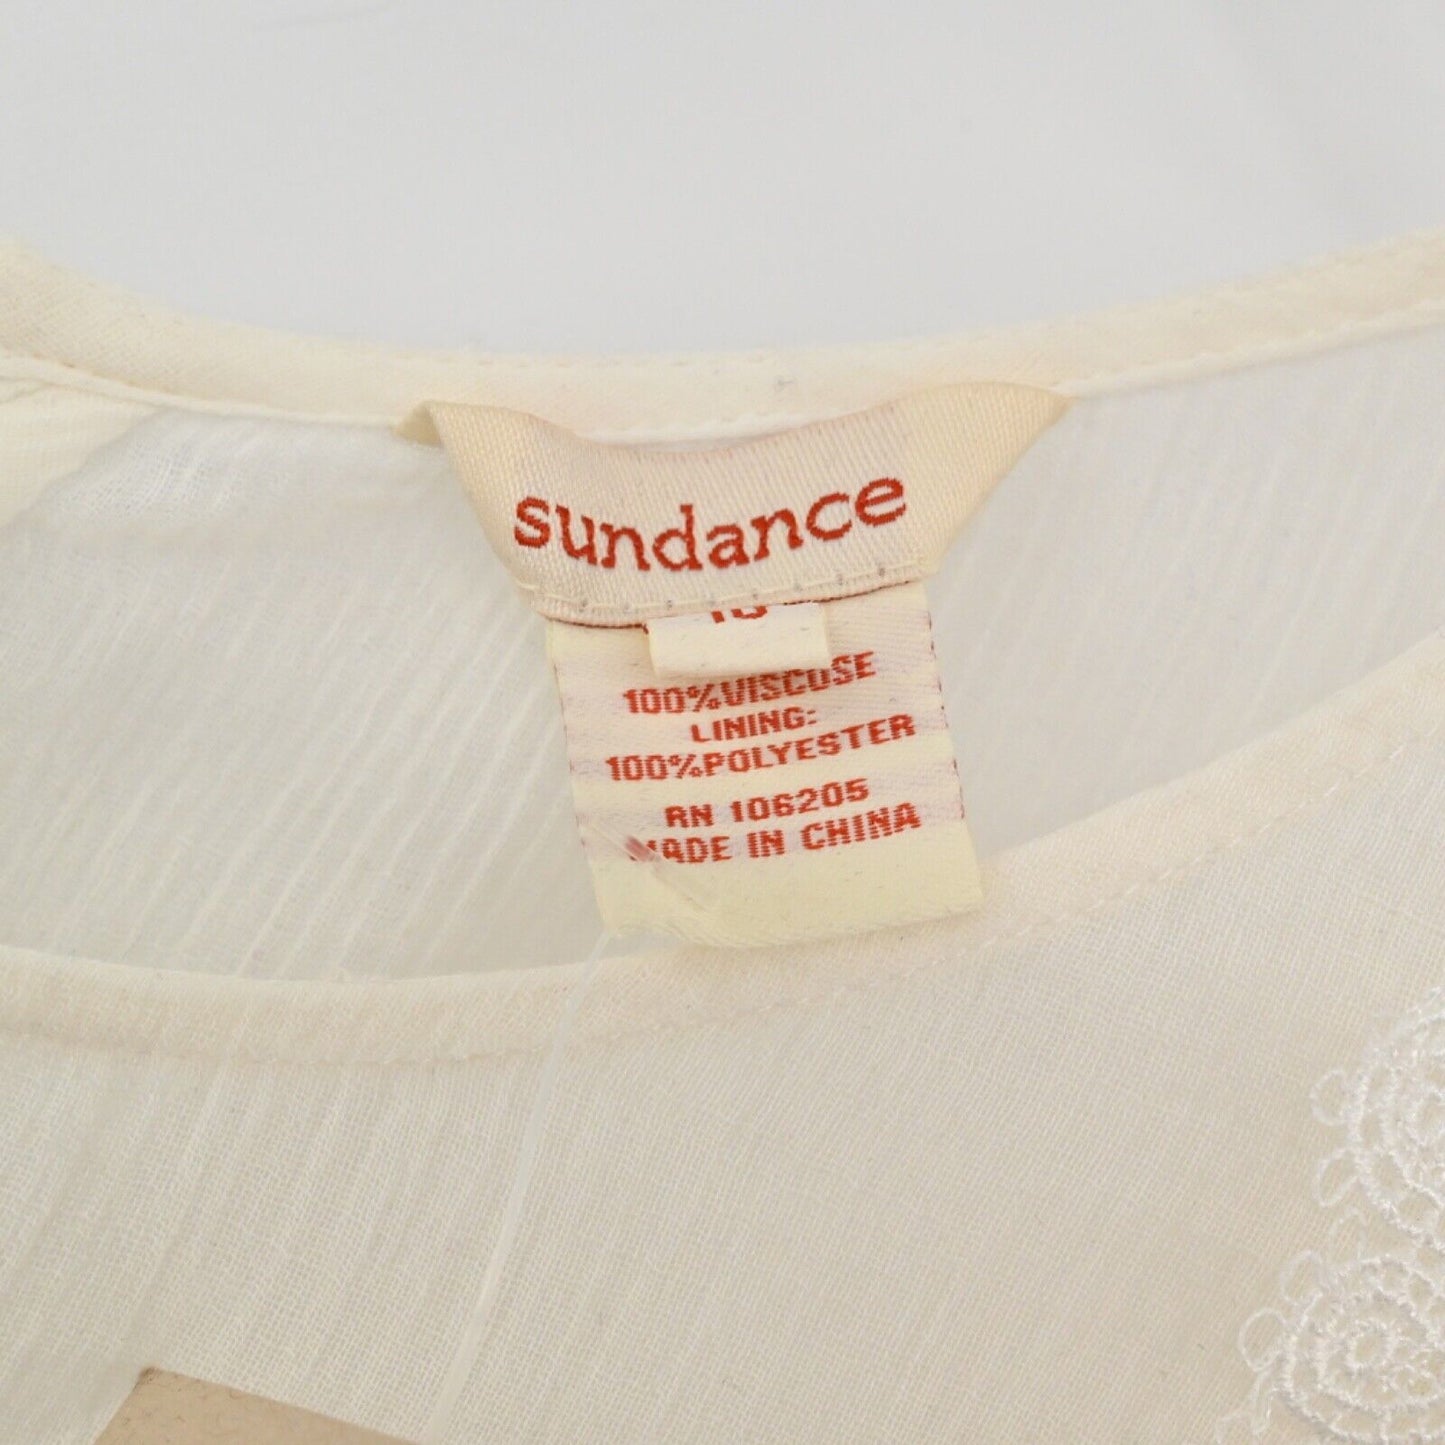 sundance
100%VISCOSE
LINING:
100%POLYESTER
RN 106205
MADE IN CHINA